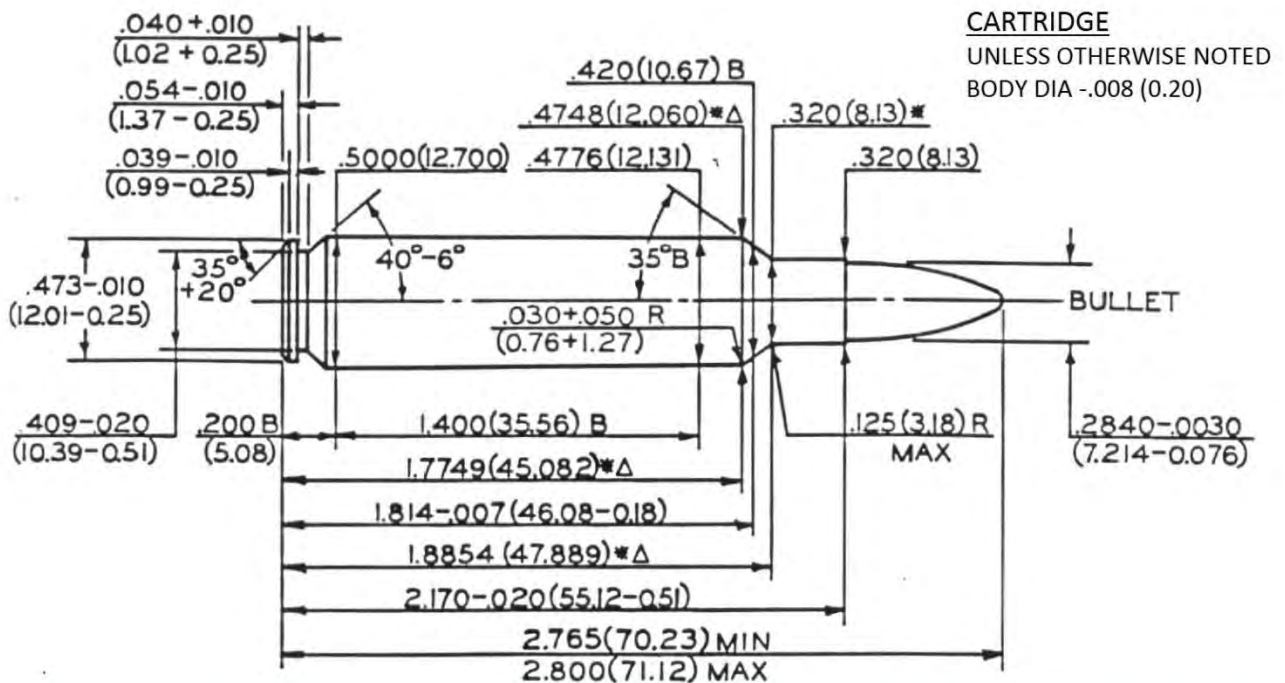 CARTRIDGE
UNLESS OTHERWISE NOTED
BODY DIA -.008 (0.20)
.040 +.010
(1.02 + 0.25)
.054-.010
(1.37-0.25)
.039-.010
(0.99-0.25)
.420(10.67) B
.4748(12.060)*Δ
.320(8.13)*
.5000(12.700)
.4776(12.131)
.320(8.13)
35°
+20°
40°-6°
35°B
.473-.010
(12.01-0.25)
BULLET
.030+.050 R
(0.76+1.27)
.409-.020
(10.39-0.51)
.200 B
(5.08)
1.400(35.56) B
.125(3.18) R
MAX
.2840-.0030
(7.214-0.076)
1.7749(45.082)*Δ
1.814-.007(46.08-0.18)
1.8854 (47.889)*Δ
2.170-.020(55.12-0.51)
2.765(70.23) MIN
2.800(71.12) MAX